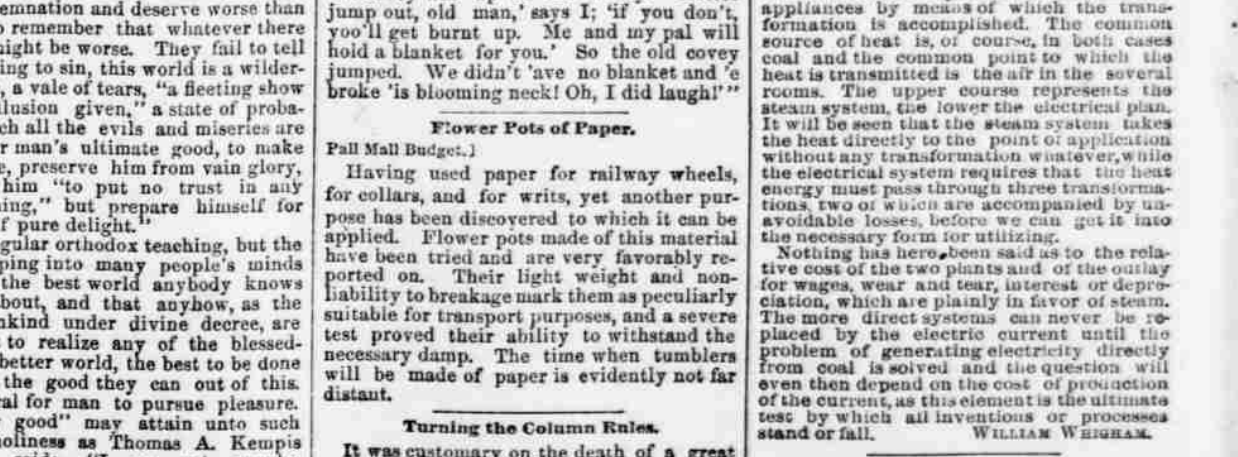 emnation and deserve worse than
remember that whatever there
might be worse. They fail to tell
ing to sin, this world is a wilder-
, a vale of tears, "a fleeting show
lusion given," a state of proba-
ch all the evils and miseries are
r man's ultimate good, to make
e, preserve him from vain glory,
him "to put no trust in any
ing," but prepare himself for
f pure delight."
gular orthodox teaching, but the
ping into many people's minds
the best world anybody knows
bout, and that anyhow, as the
nkind under divine decree, are
to realize any of the blessed-
better world, the best to be done
the good they can out of this.
al for man to pursue pleasure.
good" may attain unto such
holiness as Thomas A. Kempis
jump out, old man,' says I; 'if you don't,
yoo'll get burnt up. Me and my pal will
hold a blanket for you.' So the old covey
jumped. We didn't 'ave no blanket and 'e
broke 'is blooming neck! Oh, I did laugh!'"
Flower Pots of Paper.
Pall Mall Budget.]
Having used paper for railway wheels,
for collars, and for writs, yet another pur-
pose has been discovered to which it can be
applied. Flower pots made of this material
have been tried and are very favorably re-
ported on. Their light weight and non-
liability to breakage mark them as peculiarly
suitable for transport purposes, and a severe
test proved their ability to withstand the
necessary damp. The time when tumblers
will be made of paper is evidently not far
distant.
Turning the Column Rules.
It was customary on the death of a great
appliances by means of which the trans-
formation is accomplished. The common
source of heat is, of course, in both cases
coal and the common point to which the
heat is transmitted is the air in the several
rooms. The upper course represents the
steam system, the lower the electrical plan.
It will be seen that the steam system takes
the heat directly to the point of application
without any transformation whatever, while
the electrical system requires that the heat
energy must pass through three transforma-
tions, two of which are accompanied by un-
avoidable losses, before we can get it into
the necessary form for utilizing.
Nothing has here been said as to the rela-
tive cost of the two plants and of the outlay
for wages, wear and tear, interest or depre-
ciation, which are plainly in favor of steam.
The more direct systems can never be re-
placed by the electric current until the
problem of generating electricity directly
from coal is solved and the question will
even then depend on the cost of production
of the current, as this element is the ultimate
test by which all inventions or processes
stand or fall. WILLIAM WHIGHAM.